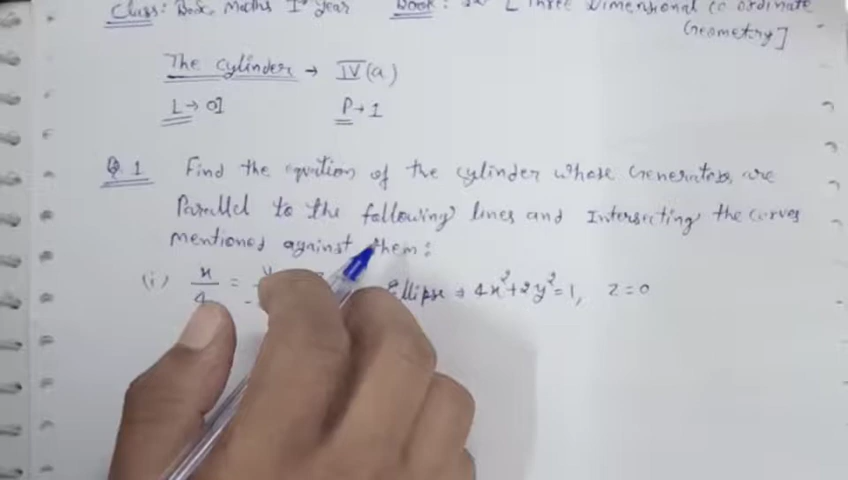 Class: Bsc. Maths Ist year Book: [Three Dimensional Co ordinate
Geometry]
The cylinder → IV(a)
L → 01 P → 1
Q.1 Find the equation of the cylinder whose Generators are
Parallel to the following lines and Intersecting the curves
mentioned against them:
(i) x/4 = Ellipse → 4x²+2y²=1, z=0